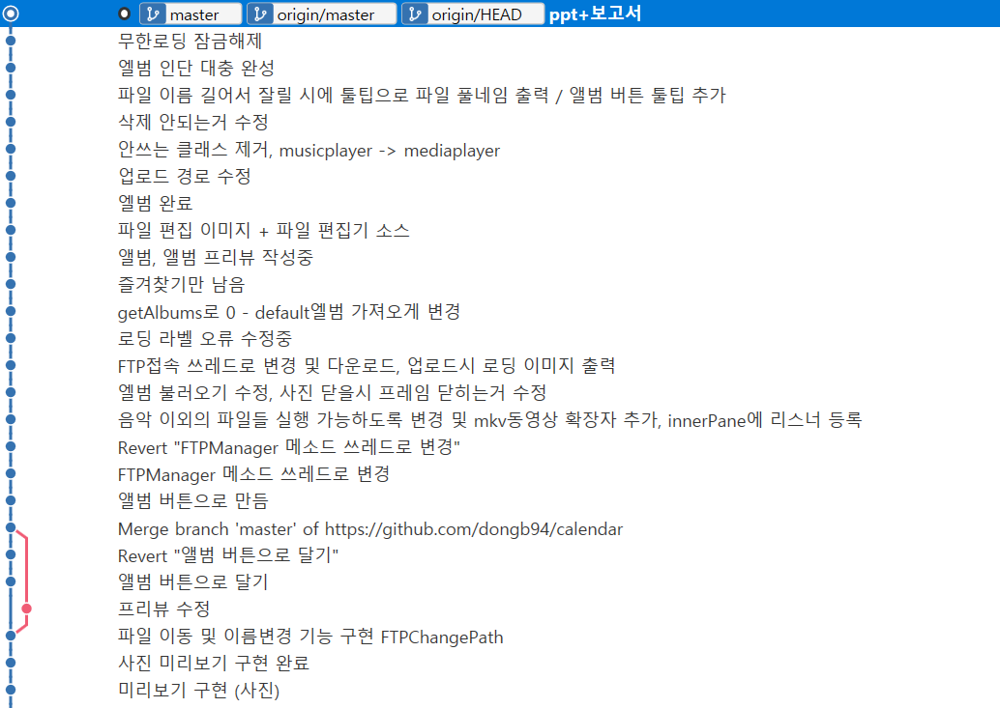 master origin/master origin/HEAD ppt+보고서
무한로딩 잠금해제
엘범 인단 대충 완성
파일 이름 길어서 잘릴 시에 툴팁으로 파일 풀네임 출력 / 앨범 버튼 툴팁 추가
삭제 안되는거 수정
안쓰는 클래스 제거, musicplayer -> mediaplayer
업로드 경로 수정
엘범 완료
파일 편집 이미지 + 파일 편집기 소스
앨범, 앨범 프리뷰 작성중
즐겨찾기만 남음
getAlbums로 0 - default엘범 가져오게 변경
로딩 라벨 오류 수정중
FTP접속 쓰레드로 변경 및 다운로드, 업로드시 로딩 이미지 출력
엘범 불러오기 수정, 사진 닫을시 프레임 닫히는거 수정
음악 이외의 파일들 실행 가능하도록 변경 및 mkv동영상 확장자 추가, innerPane에 리스너 등록
Revert "FTPManager 메소드 쓰레드로 변경"
FTPManager 메소드 쓰레드로 변경
앨범 버튼으로 만듬
Merge branch 'master' of https://github.com/dongb94/calendar
Revert "앨범 버튼으로 달기"
앨범 버튼으로 달기
프리뷰 수정
파일 이동 및 이름변경 기능 구현 FTPChangePath
사진 미리보기 구현 완료
미리보기 구현 (사진)